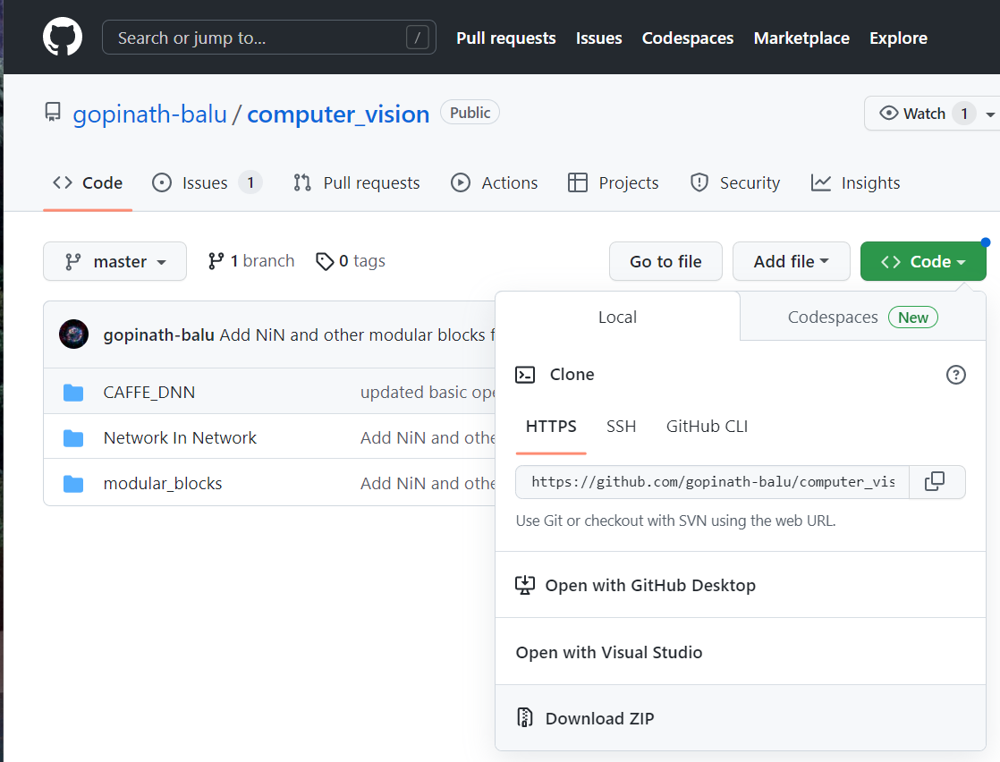 Search or jump to... /
Pull requests Issues Codespaces Marketplace Explore
gopinath-balu / computer_vision Public
Watch 1
Code Issues 1 Pull requests Actions Projects Security Insights
master 1 branch 0 tags Go to file Add file Code
gopinath-balu Add NiN and other modular blocks f
CAFFE_DNN updated basic ope
Network In Network Add NiN and othe
modular_blocks Add NiN and othe
Local Codespaces New
Clone
HTTPS SSH GitHub CLI
https://github.com/gopinath-balu/computer_vis
Use Git or checkout with SVN using the web URL.
Open with GitHub Desktop
Open with Visual Studio
Download ZIP